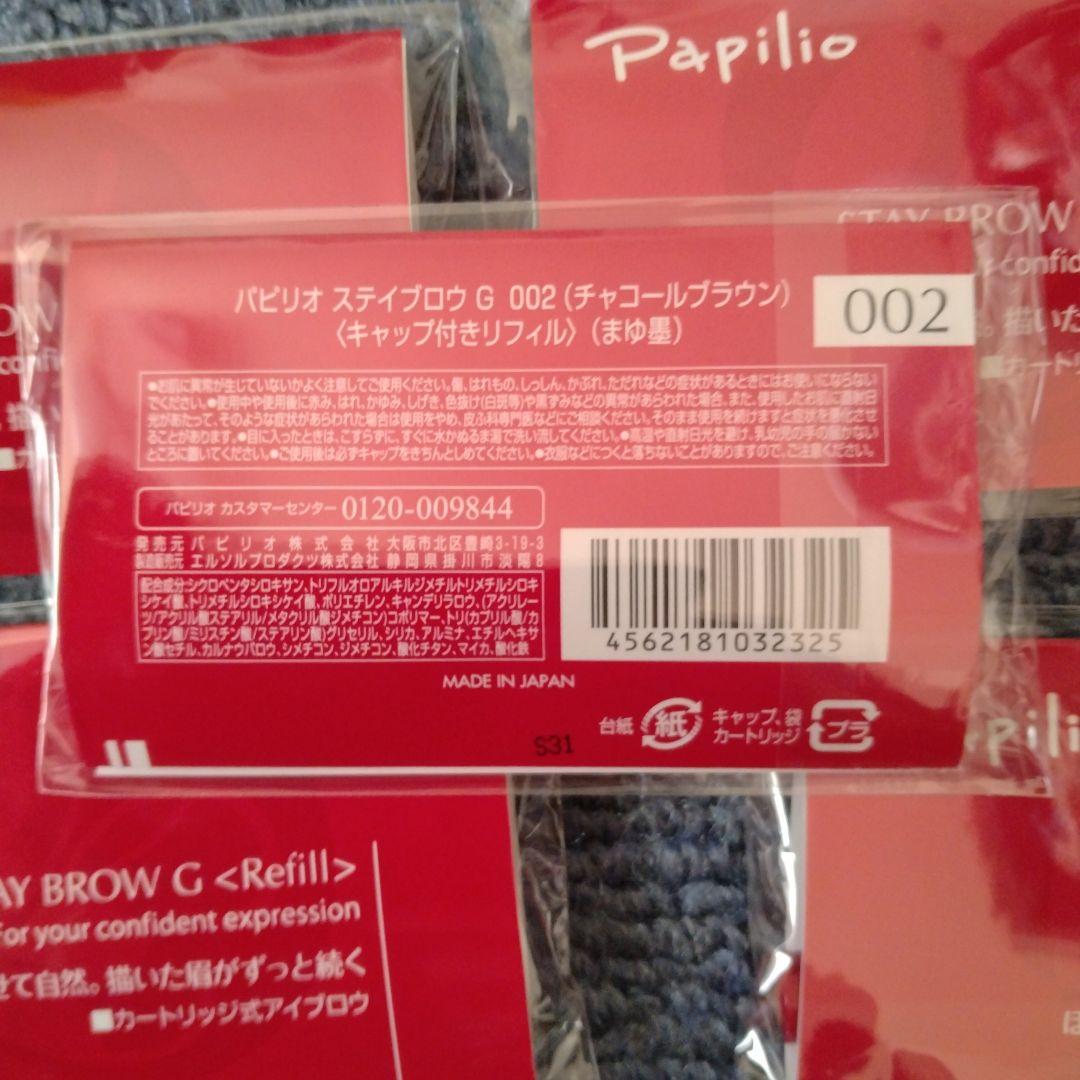 Papilio
STAY BROW
r confid
。描いた
■カートリ
OW
confi
パピリオ ステイブロウ G 002 (チャコールブラウン)
〈キャップ付きリフィル〉(まゆ墨)
002
●お肌に異常が生じていないかよく注意してご使用ください。傷、はれもの、しっしん、かぶれ、ただれなどの症状があるときにはお使いにならない
でください。●使用中や使用後に赤み、はれ、かゆみ、しげき、色抜け(白斑等)や黒ずみなどの異常があらわれた場合、また、使用したお肌に直射日
光があたって、そのような症状があらわれた場合は使用をやめ、皮ふ科専門医などにご相談ください。そのまま使用を続けますと症状を悪化させ
ることがあります。●目に入ったときは、こすらずに、すぐに水かぬるま湯で洗い流してください。●高温や直射日光を避け、乳幼児の手の届かない
ところに置いてください。●ご使用後は必ずキャップをきちんとしめてください。●衣服などにつくと落ちないことがありますので、ご注意ください。
パピリオ カスタマーセンター 0120-009844
発売元 パピリオ株式会社 大阪市北区豊崎3-19-3
製造販売元 エルソルプロダクツ株式会社 静岡県掛川市淡陽8
配合成分:シクロペンタシロキサン、トリフルオロアルキルジメチルトリメチルシロキ
シケイ酸、トリメチルシロキシケイ酸、ポリエチレン、キャンデリラロウ、(アクリレー
ツ/アクリル酸ステアリル/メタクリル酸ジメチコン)コポリマー、トリ(カプリル酸/カ
プリン酸/ミリスチン酸/ステアリン酸)グリセリル、シリカ、アルミナ、エチルヘキサ
ン酸セチル、カルナウバロウ、シメチコン、ジメチコン、酸化チタン、マイカ、酸化鉄
4562181032325
MADE IN JAPAN
台紙 紙 キャップ、袋
カートリッジ プラ
S31
pili
AY BROW G <Refill>
For your confident expression
せて自然。描いた眉がずっと続く
■カートリッジ式アイブロウ
ほ